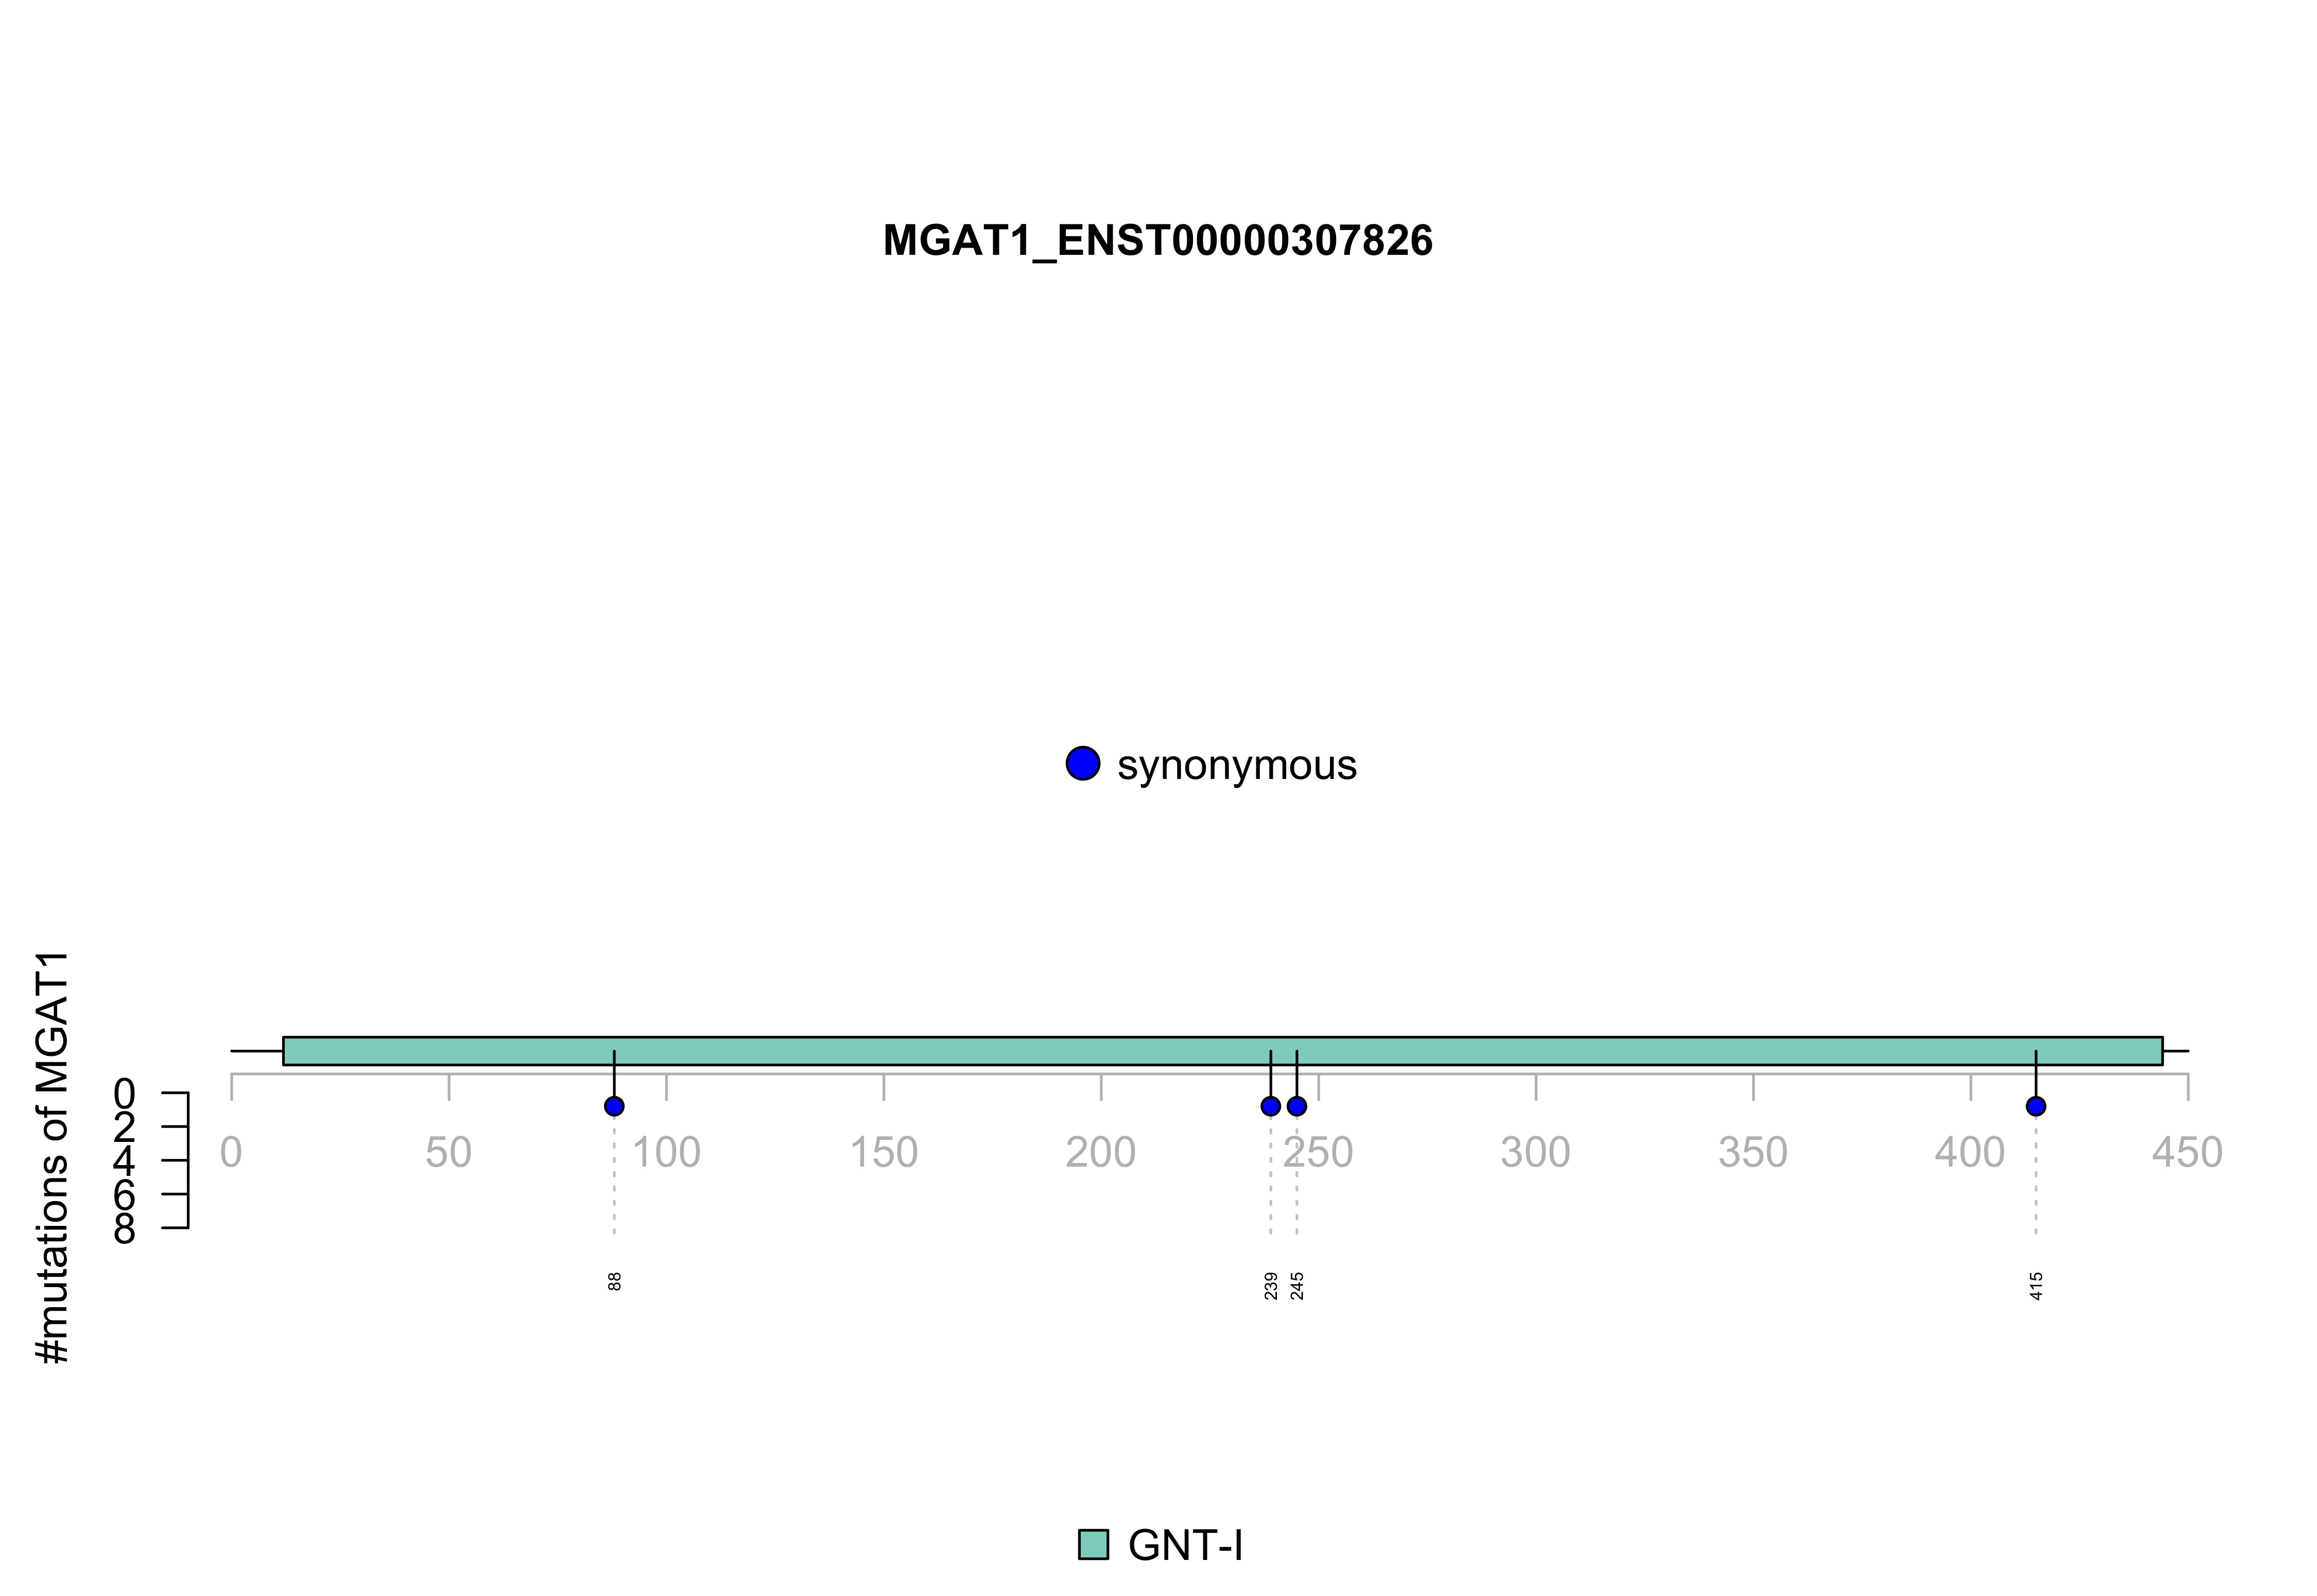 MGAT1_ENST00000307826
synonymous
#mutations of MGAT1
0
2
4
6
8
0 50 100 150 200 250 300 350 400 450
88 239 245 415
GNT-I